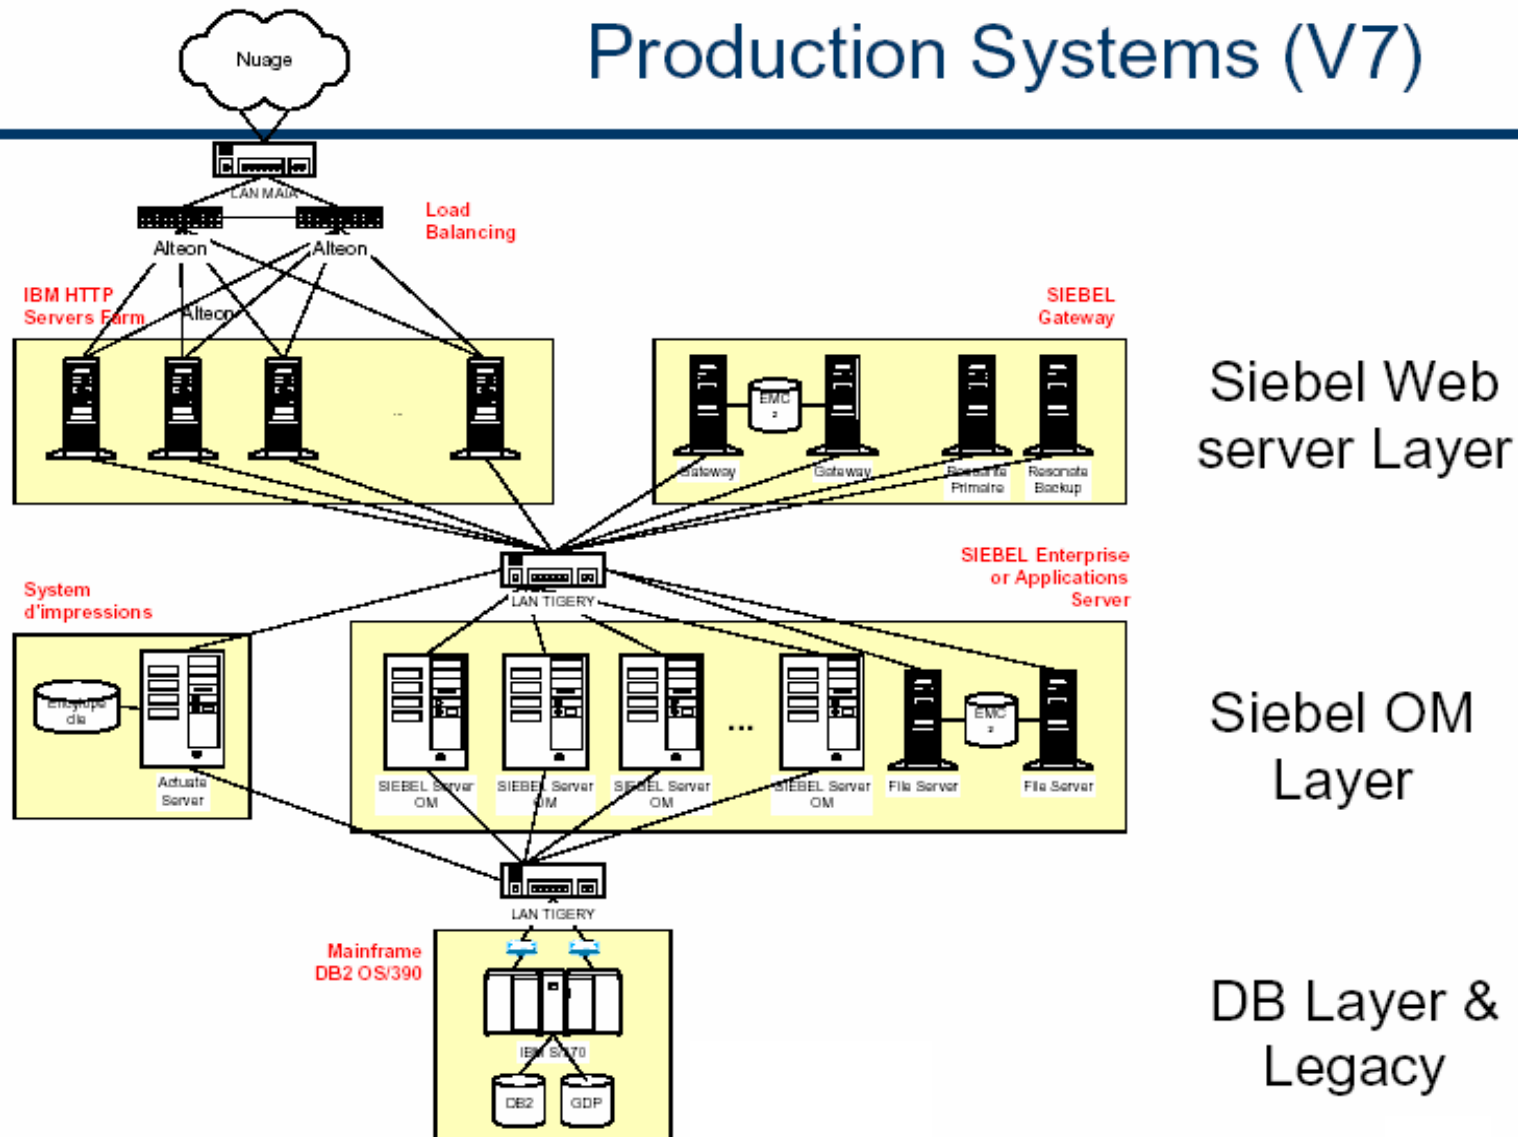 Production Systems (V7)
Nuage
LAN MAIA
Load
Balancing
Alteon
Alteon
IBM HTTP
Servers Farm
Alteon
SIEBEL
Gateway
Siebel Web
server Layer
...
EMC
2
Gateway
Gateway
Primaire
Resonate
Backup
SIEBEL Enterprise
or Applications
Server
LAN TIGERY
System
d'impressions
Siebel OM
Layer
...
EMC
2
Actuate
Server
SIEBEL Server
OM
SIEBEL Server
OM
SIEBEL Server
OM
SIEBEL Server
OM
File Server
File Server
LAN TIGERY
Mainframe
DB2 OS/390
DB Layer &
Legacy
IBM
DB2
GDP